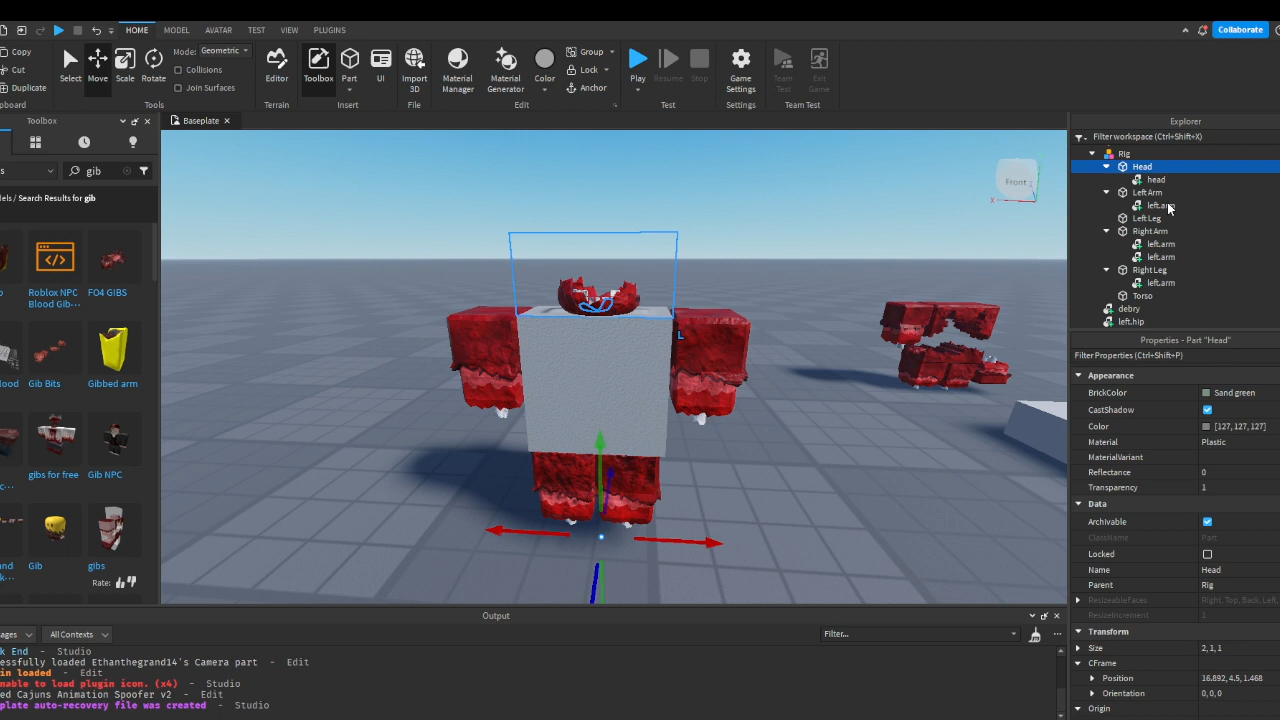 HOME MODEL AVATAR TEST VIEW PLUGINS Collaborate
Copy
Cut
Duplicate
Select Move Scale Rotate
Mode: Geometric
Collisions
Join Surfaces
Editor Toolbox Part UI Import 3D Material Manager Material Generator Color
Group
Lock
Anchor
Play Resume Stop Game Settings Team Test Exit Game
Tools Terrain Insert File Edit Test Settings Team Test
Toolbox
Baseplate
gib
Search Results for gib
Roblox NPC Blood Gib...
FO4 GIBS
Gib Bits
Gibbed arm
gibs for free
Gib NPC
Gib
gibs
Rate:
Front
X
L
Explorer
Filter workspace (Ctrl+Shift+X)
Rig
Head
head
Left Arm
left.arm
Left Leg
Right Arm
left.arm
left.arm
Right Leg
left.arm
Torso
debry
left.hip
Properties - Part "Head"
Filter Properties (Ctrl+Shift+P)
Appearance
BrickColor Sand green
CastShadow
Color [127, 127, 127]
Material Plastic
MaterialVariant
Reflectance 0
Transparency 1
Data
Archivable
ClassName Part
Locked
Name Head
Parent Rig
ResizeableFaces Right, Top, Back, Left,
ResizeIncrement 1
Transform
Size 2, 1, 1
CFrame
Position 16.892, 4.5, 1.468
Orientation 0, 0, 0
Origin
Output
All Contexts
Filter...
k End - Studio
essfully loaded Ethanthegrand14's Camera part - Edit
in loaded - Edit
nable to load plugin icon. (x4) - Studio
ed Cajuns Animation Spoofer v2 - Edit
plate auto-recovery file was created - Studio